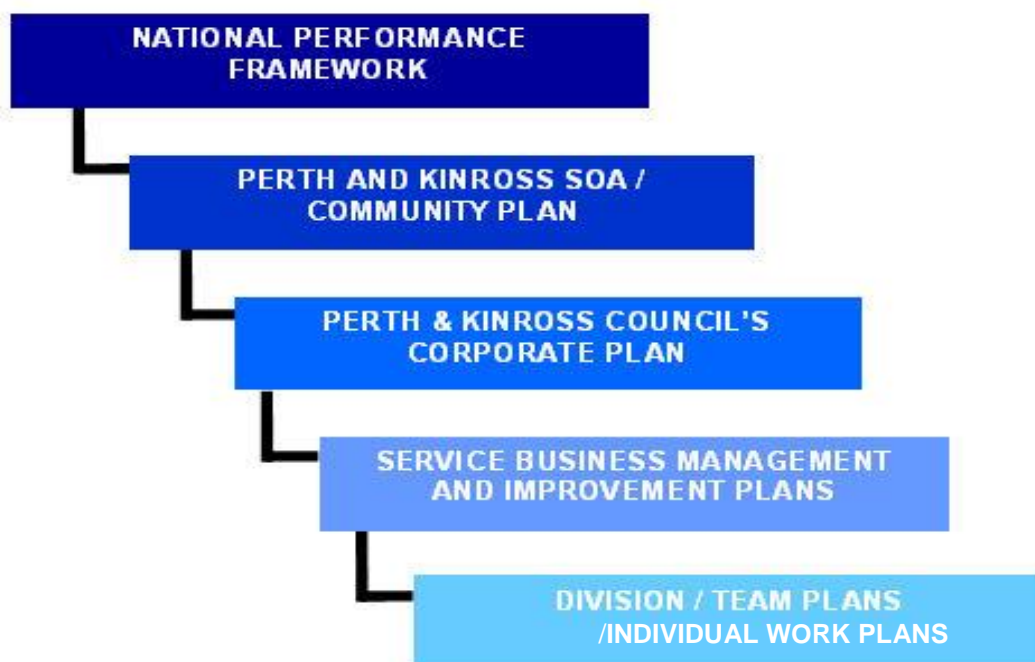 NATIONAL PERFORMANCE
FRAMEWORK
PERTH AND KINROSS SOA /
COMMUNITY PLAN
PERTH & KINROSS COUNCIL'S
CORPORATE PLAN
SERVICE BUSINESS MANAGEMENT
AND IMPROVEMENT PLANS
DIVISION / TEAM PLANS
/INDIVIDUAL WORK PLANS